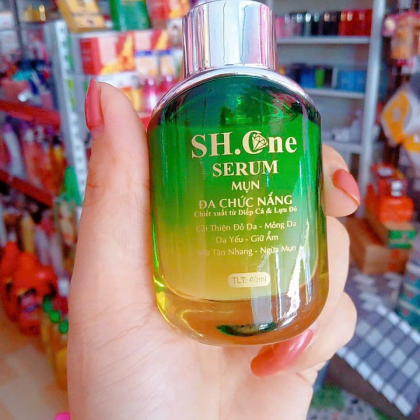 SH.One
SERUM
MỤN
ĐA CHỨC NĂNG
Chiết xuất từ Diếp Cá & Lựu Đỏ
Cải Thiện Đỏ Da - Mỏng Da
Da Yếu - Giữ Ẩm
Tàn Nhang - Ngừa Mụn
TLT: 40ml